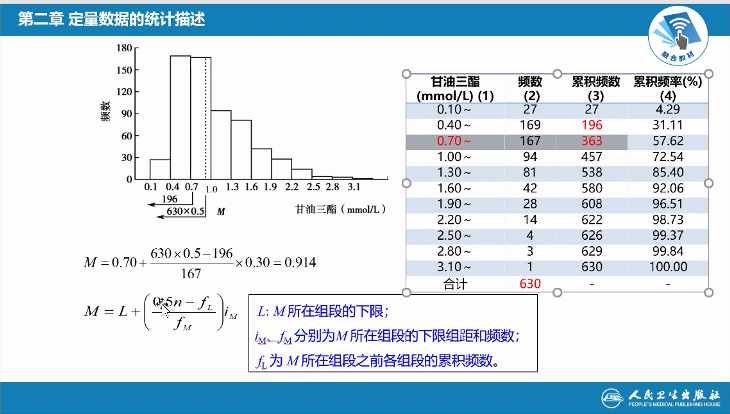 第二章 定量数据的统计描述
融合教材
频数
180
150
120
90
60
30
0
0.1 0.4 0.7 1.0 1.3 1.6 1.9 2.2 2.5 2.8 3.1
196
630×0.5 M 甘油三酯（mmol/L）
甘油三酯 频数 累积频数 累积频率(%)
(mmol/L) (1) (2) (3) (4)
0.10～ 27 27 4.29
0.40～ 169 196 31.11
0.70～ 167 363 57.62
1.00～ 94 457 72.54
1.30～ 81 538 85.40
1.60～ 42 580 92.06
1.90～ 28 608 96.51
2.20～ 14 622 98.73
2.50～ 4 626 99.37
2.80～ 3 629 99.84
3.10～ 1 630 100.00
合计 630 - -
M = 0.70 + (630×0.5−196)/167 ×0.30 = 0.914
M = L + ((0.5n − f_L)/f_M) i_M
L: M 所在组段的下限；
i_M、f_M 分别为M 所在组段的下限组距和频数；
f_L 为 M 所在组段之前各组段的累积频数。
人民卫生出版社
PEOPLE'S MEDICAL PUBLISHING HOUSE